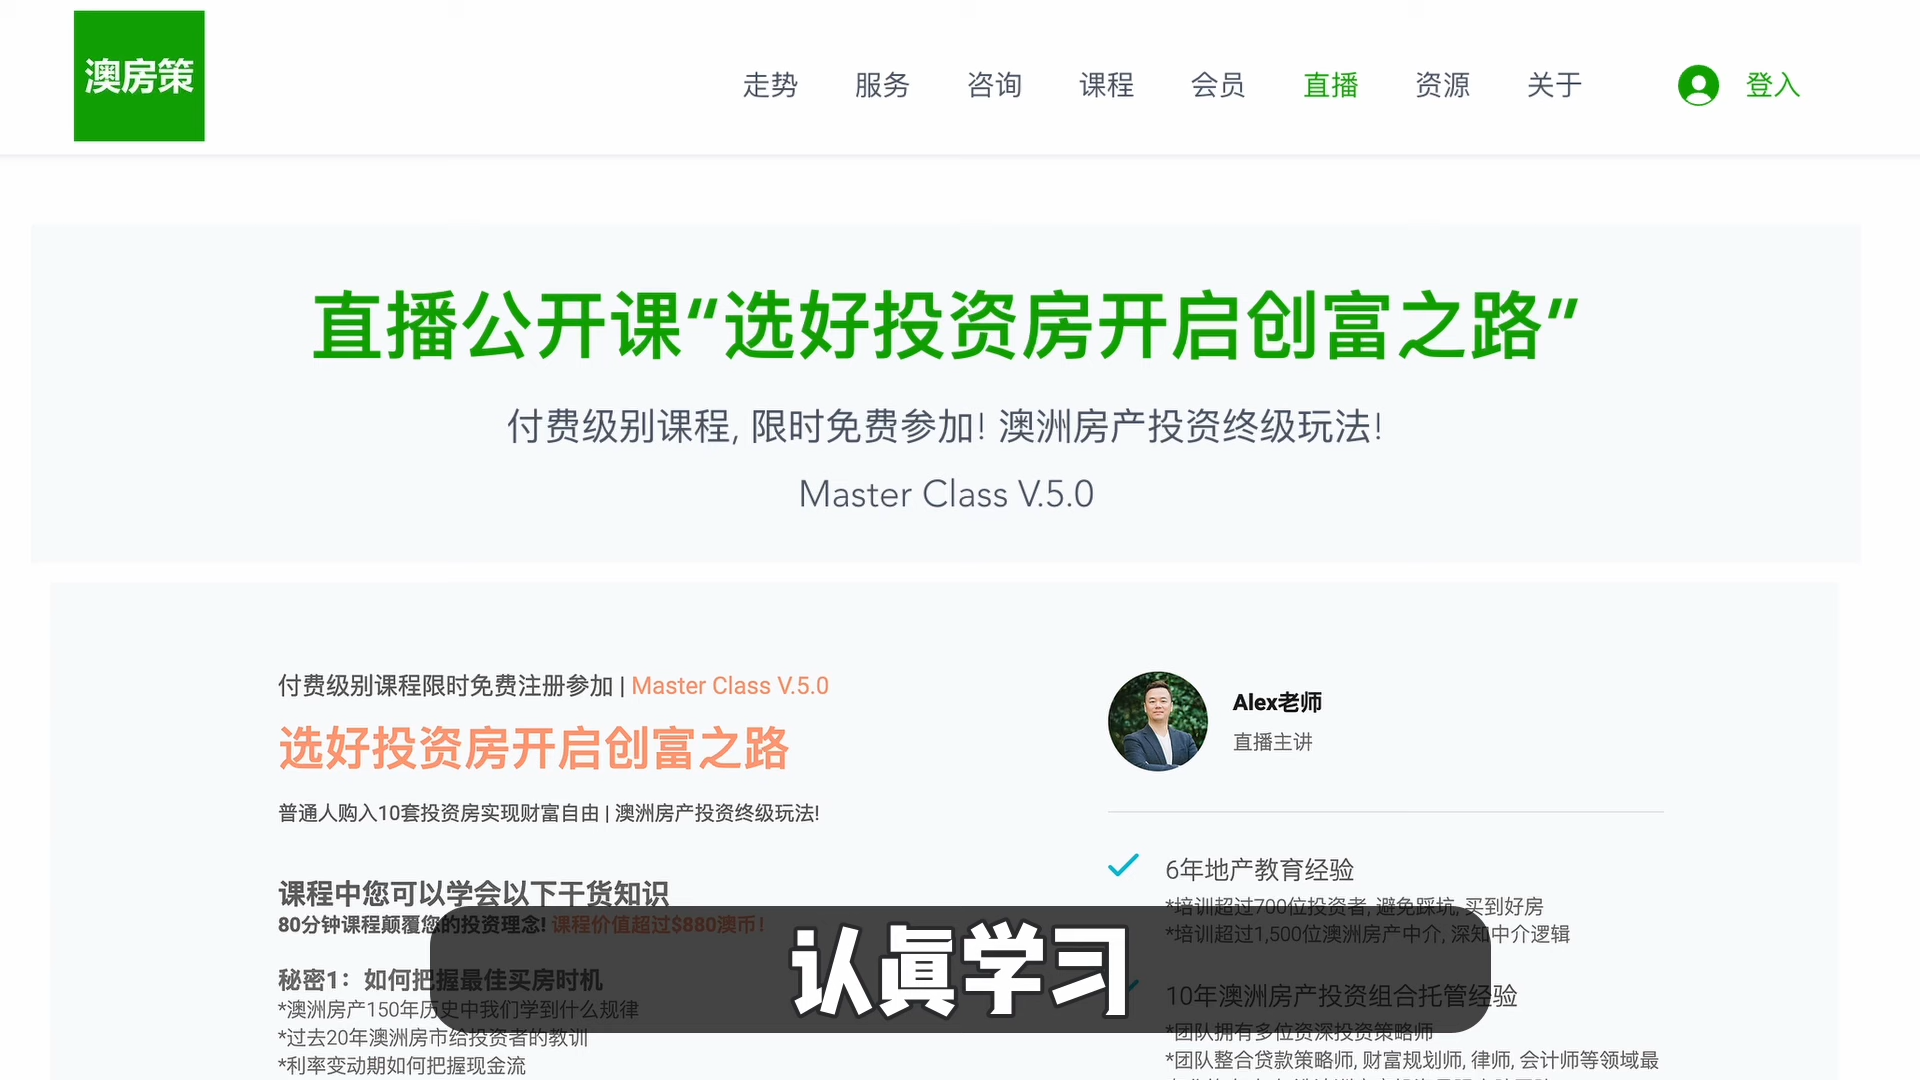 澳房策
走势 服务 咨询 课程 会员 直播 资源 关于 登入
直播公开课“选好投资房开启创富之路”
付费级别课程, 限时免费参加! 澳洲房产投资终级玩法!
Master Class V.5.0
付费级别课程限时免费注册参加 | Master Class V.5.0
选好投资房开启创富之路
普通人购入10套投资房实现财富自由 | 澳洲房产投资终级玩法!
课程中您可以学会以下干货知识
80分钟课程颠覆您的投资理念! 课程价值超过$880澳币!
秘密1：如何把握最佳买房时机
*澳洲房产150年历史中我们学到什么规律
*过去20年澳洲房市给投资者的教训
*利率变动期如何把握现金流
Alex老师
直播主讲
6年地产教育经验
*培训超过700位投资者, 避免踩坑, 买到好房
*培训超过1,500位澳洲房产中介, 深知中介逻辑
10年澳洲房产投资组合托管经验
*团队拥有多位资深投资策略师
*团队整合贷款策略师, 财富规划师, 律师, 会计师等领域最
认真学习